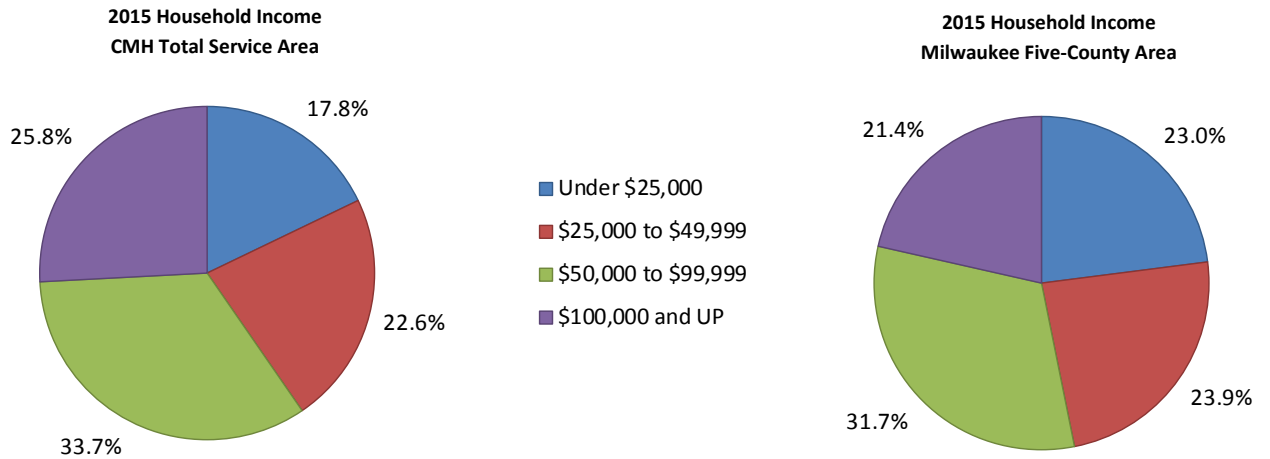 2015 Household Income
CMH Total Service Area
17.8%
25.8%
22.6%
33.7%
Under $25,000
$25,000 to $49,999
$50,000 to $99,999
$100,000 and UP
2015 Household Income
Milwaukee Five-County Area
21.4%
23.0%
31.7%
23.9%